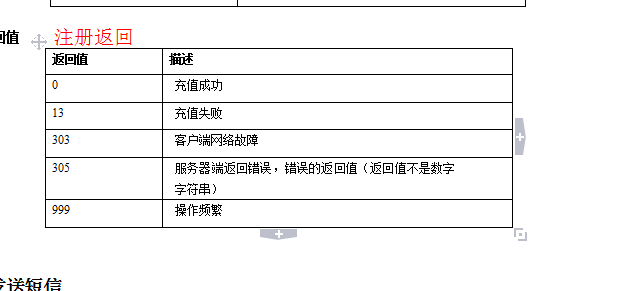 回值
注册返回
返回值 描述
0 充值成功
13 充值失败
303 客户端网络故障
305 服务器端返回错误，错误的返回值（返回值不是数字
字符串）
999 操作频繁
发送短信